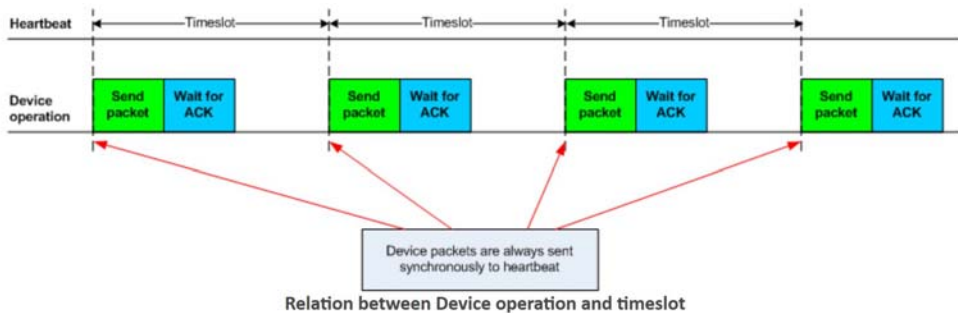 Heartbeat
Timeslot Timeslot Timeslot
Device
operation
Send
packet
Wait for
ACK
Send
packet
Wait for
ACK
Send
packet
Wait for
ACK
Send
packet
Wait for
ACK
Device packets are always sent
synchronously to heartbeat
Relation between Device operation and timeslot